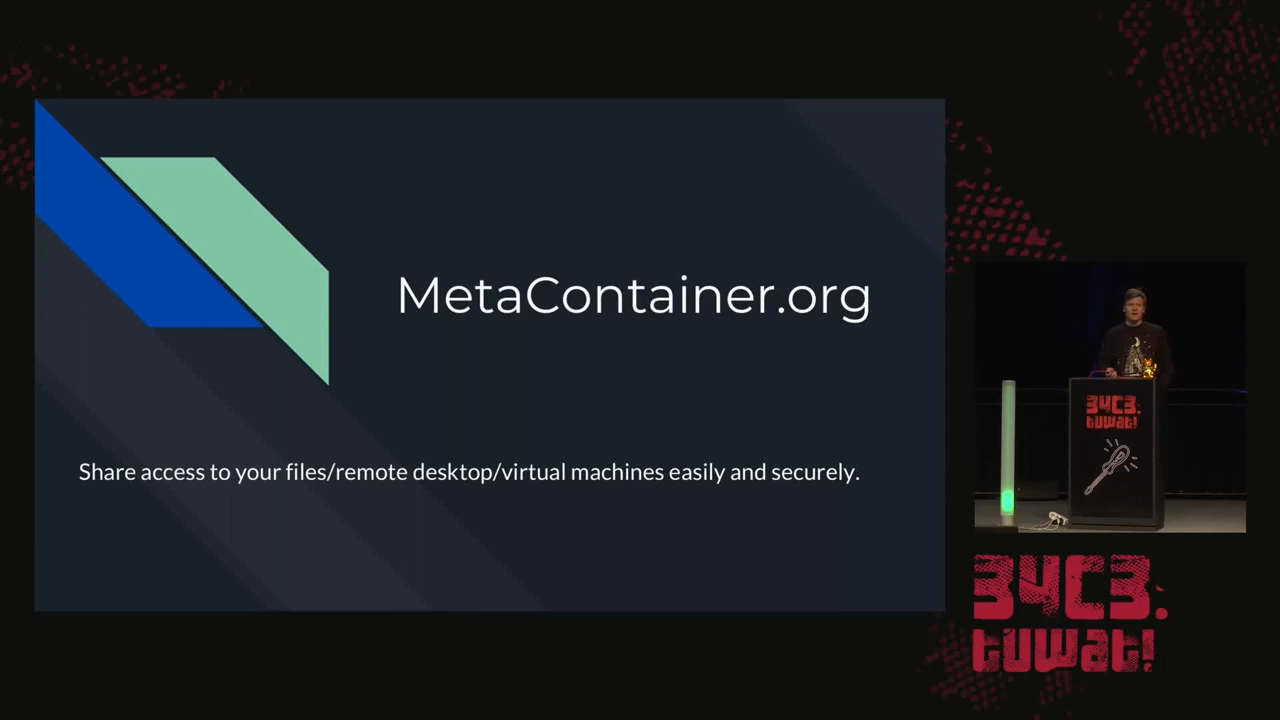 MetaContainer.org
Share access to your files/remote desktop/virtual machines easily and securely.
34C3.
tuwat!
34C3.
tuwat!